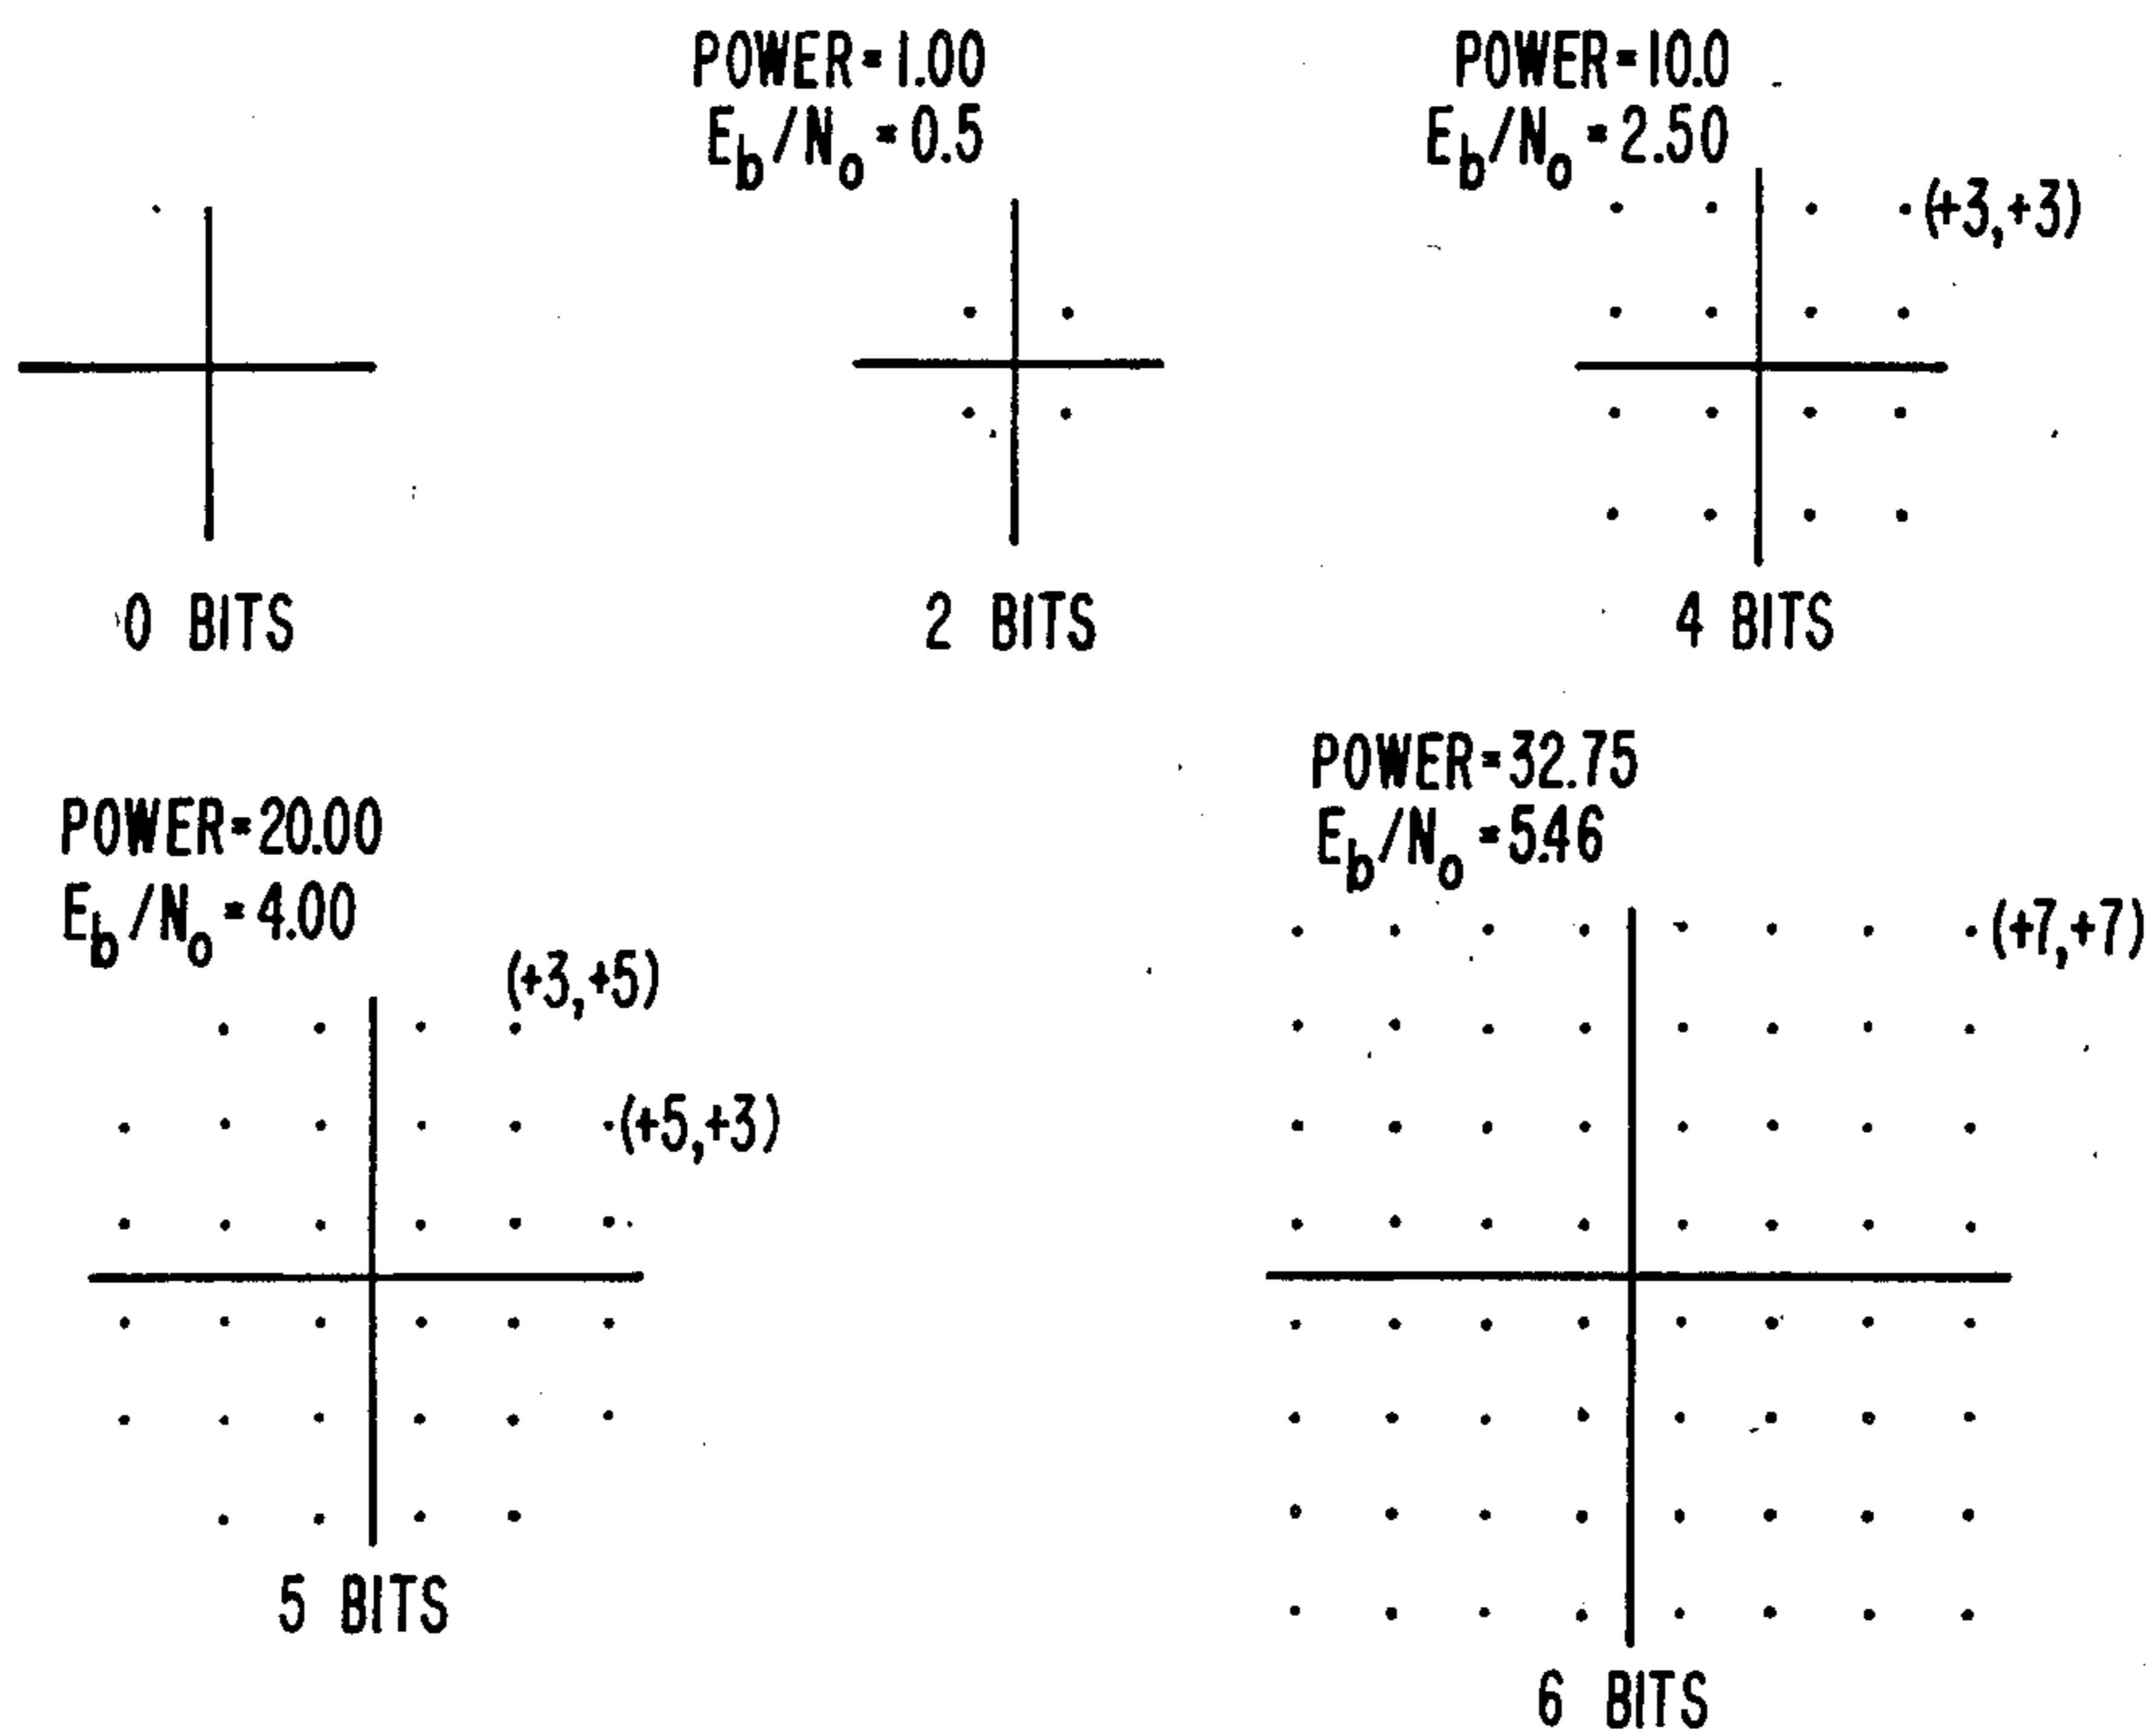 POWER=1.00
Eb/No=0.5
POWER=10.0
Eb/No=2.50
(+3,+3)
0 BITS
2 BITS
4 BITS
POWER=20.00
Eb/No=4.00
(+3,+5)
(+5,+3)
5 BITS
POWER=32.75
Eb/No=5.46
(+7,+7)
6 BITS